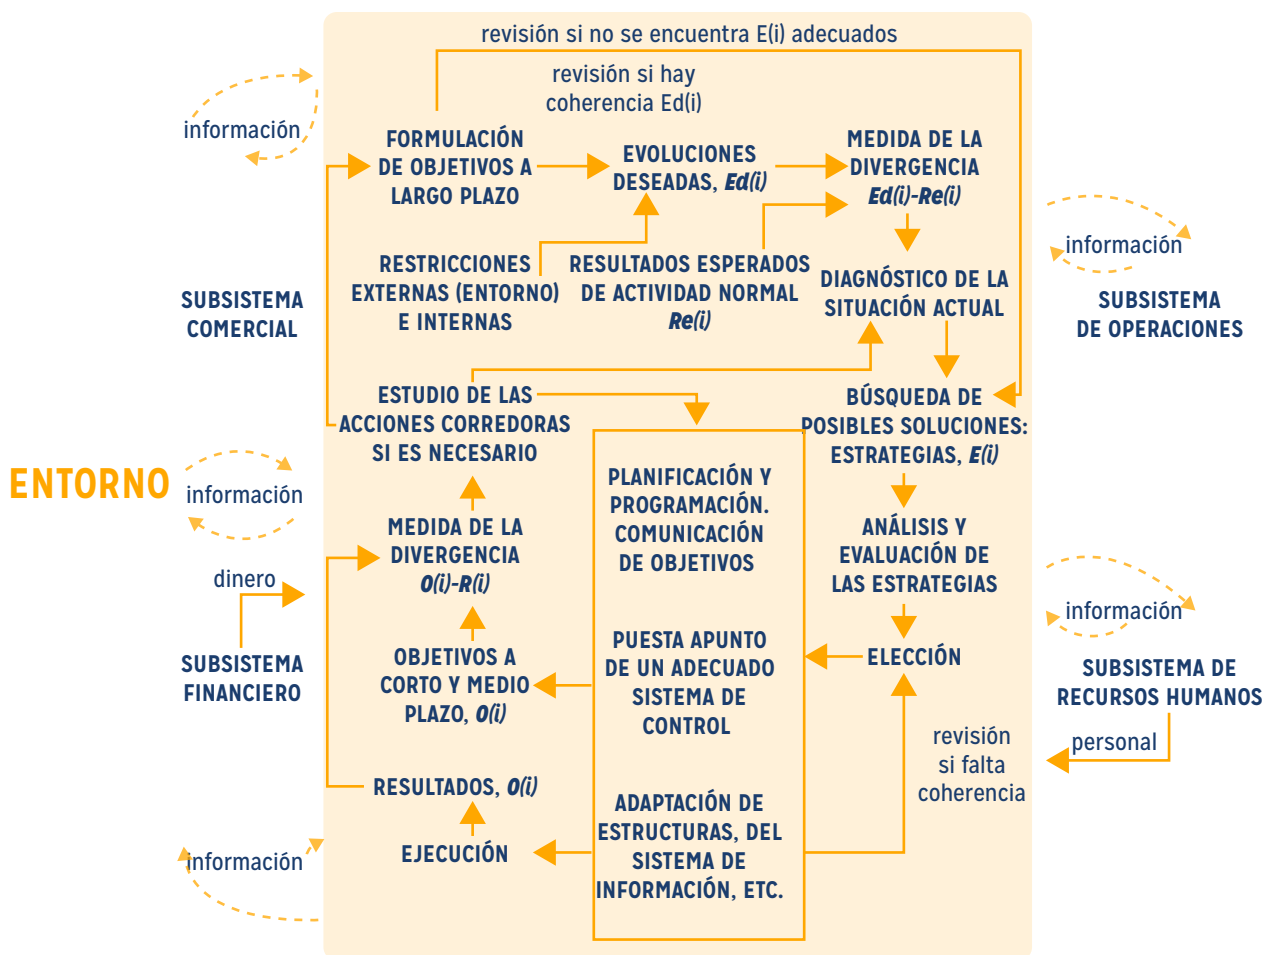 revisión si no se encuentra E(i) adecuados
revisión si hay
coherencia Ed(i)
información
FORMULACIÓN
DE OBJETIVOS A
LARGO PLAZO
EVOLUCIONES
DESEADAS, Ed(i)
MEDIDA DE LA
DIVERGENCIA
Ed(i)-Re(i)
RESTRICCIONES
EXTERNAS (ENTORNO)
E INTERNAS
RESULTADOS ESPERADOS
DE ACTIVIDAD NORMAL
Re(i)
DIAGNÓSTICO DE LA
SITUACIÓN ACTUAL
información
SUBSISTEMA
COMERCIAL
SUBSISTEMA
DE OPERACIONES
ESTUDIO DE LAS
ACCIONES CORREDORAS
SI ES NECESARIO
BÚSQUEDA DE
POSIBLES SOLUCIONES:
ESTRATEGIAS, E(i)
ENTORNO
información
PLANIFICACIÓN Y
PROGRAMACIÓN.
COMUNICACIÓN
DE OBJETIVOS
MEDIDA DE LA
DIVERGENCIA
O(i)-R(i)
ANÁLISIS Y
EVALUACIÓN DE
LAS ESTRATEGIAS
dinero
información
SUBSISTEMA
FINANCIERO
OBJETIVOS A
CORTO Y MEDIO
PLAZO, O(i)
PUESTA APUNTO
DE UN ADECUADO
SISTEMA DE
CONTROL
ELECCIÓN
SUBSISTEMA DE
RECURSOS HUMANOS
personal
revisión
si falta
coherencia
RESULTADOS, O(i)
ADAPTACIÓN DE
ESTRUCTURAS, DEL
SISTEMA DE
INFORMACIÓN, ETC.
EJECUCIÓN
información